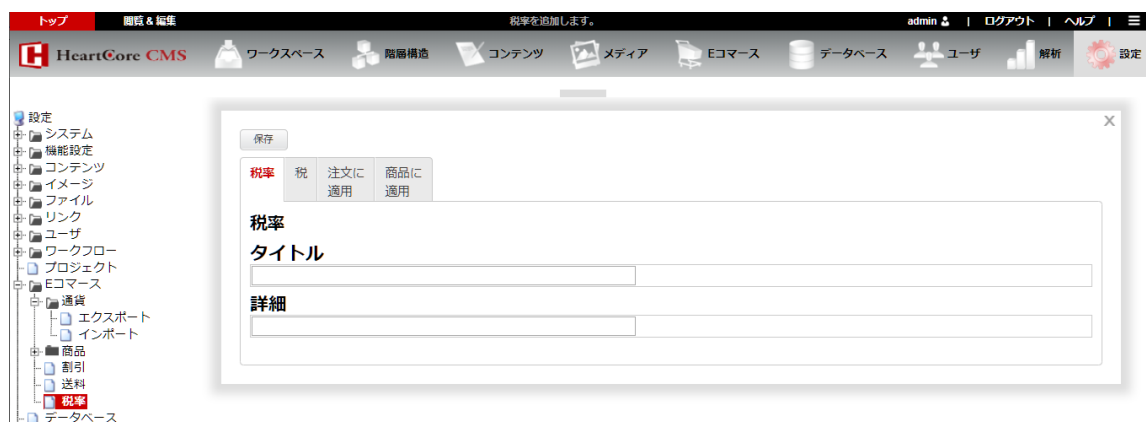 トップ 閲覧 & 編集 税率を追加します。 admin | ログアウト | ヘルプ |
HeartCore CMS ワークスペース 階層構造 コンテンツ メディア Eコマース データベース ユーザ 解析 設定
設定
システム
機能設定
コンテンツ
イメージ
ファイル
リンク
ユーザ
ワークフロー
プロジェクト
Eコマース
通貨
エクスポート
インポート
商品
割引
送料
税率
データベース
X
保存
税率 税 注文に 商品に
適用 適用
税率
タイトル
詳細